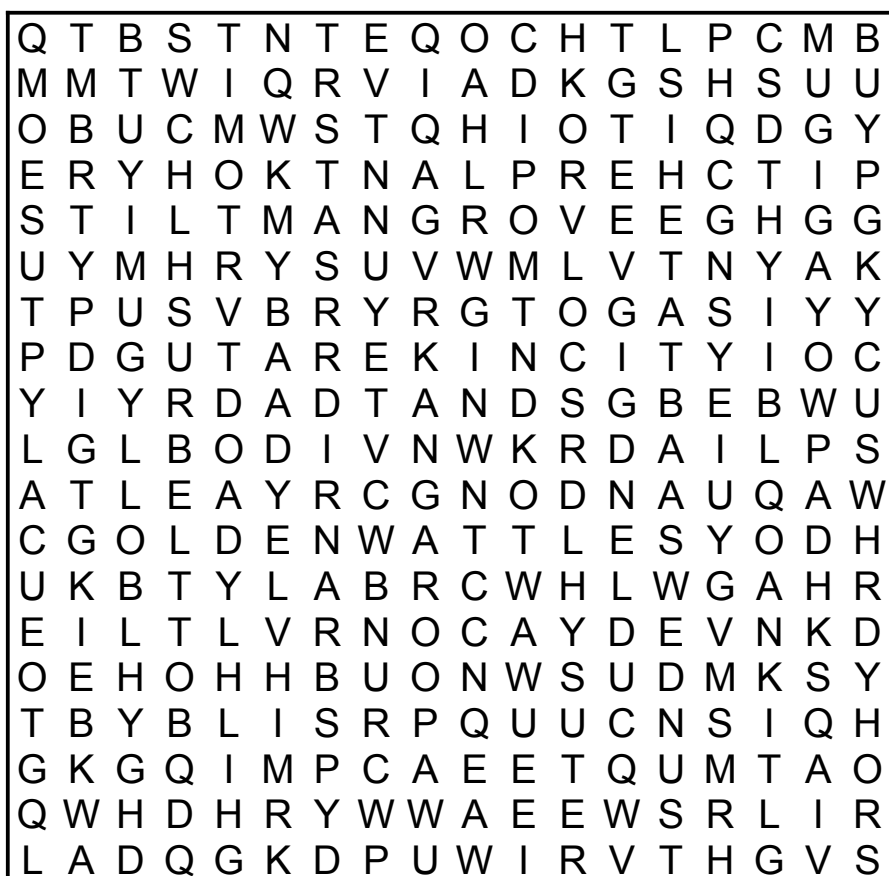 Q T B S T N T E Q O C H T L P C M B
M M T W I Q R V I A D K G S H S U U
O B U C M W S T Q H I O T I Q D G Y
E R Y H O K T N A L P R E H C T I P
S T I L T M A N G R O V E E G H G G
U Y M H R Y S U V W M L V T N Y A K
T P U S V B R Y R G T O G A S I Y Y
P D G U T A R E K I N C I T Y I O C
Y I Y R D A D T A N D S G B E B W U
L G L B O D I V N W K R D A I L P S
A T L E A Y R C G N O D N A U Q A W
C G O L D E N W A T T L E S Y O D H
U K B T Y L A B R C W H L W G A H R
E I L T L V R N O C A Y D E V N K D
O E H O H H B U O N W S U D M K S Y
T B Y B L I S R P Q U U C N S I Q H
G K G Q I M P C A E E T Q U M T A O
Q W H D H R Y W W A E E W S R L I R
L A D Q G K D P U W I R V T H G V S